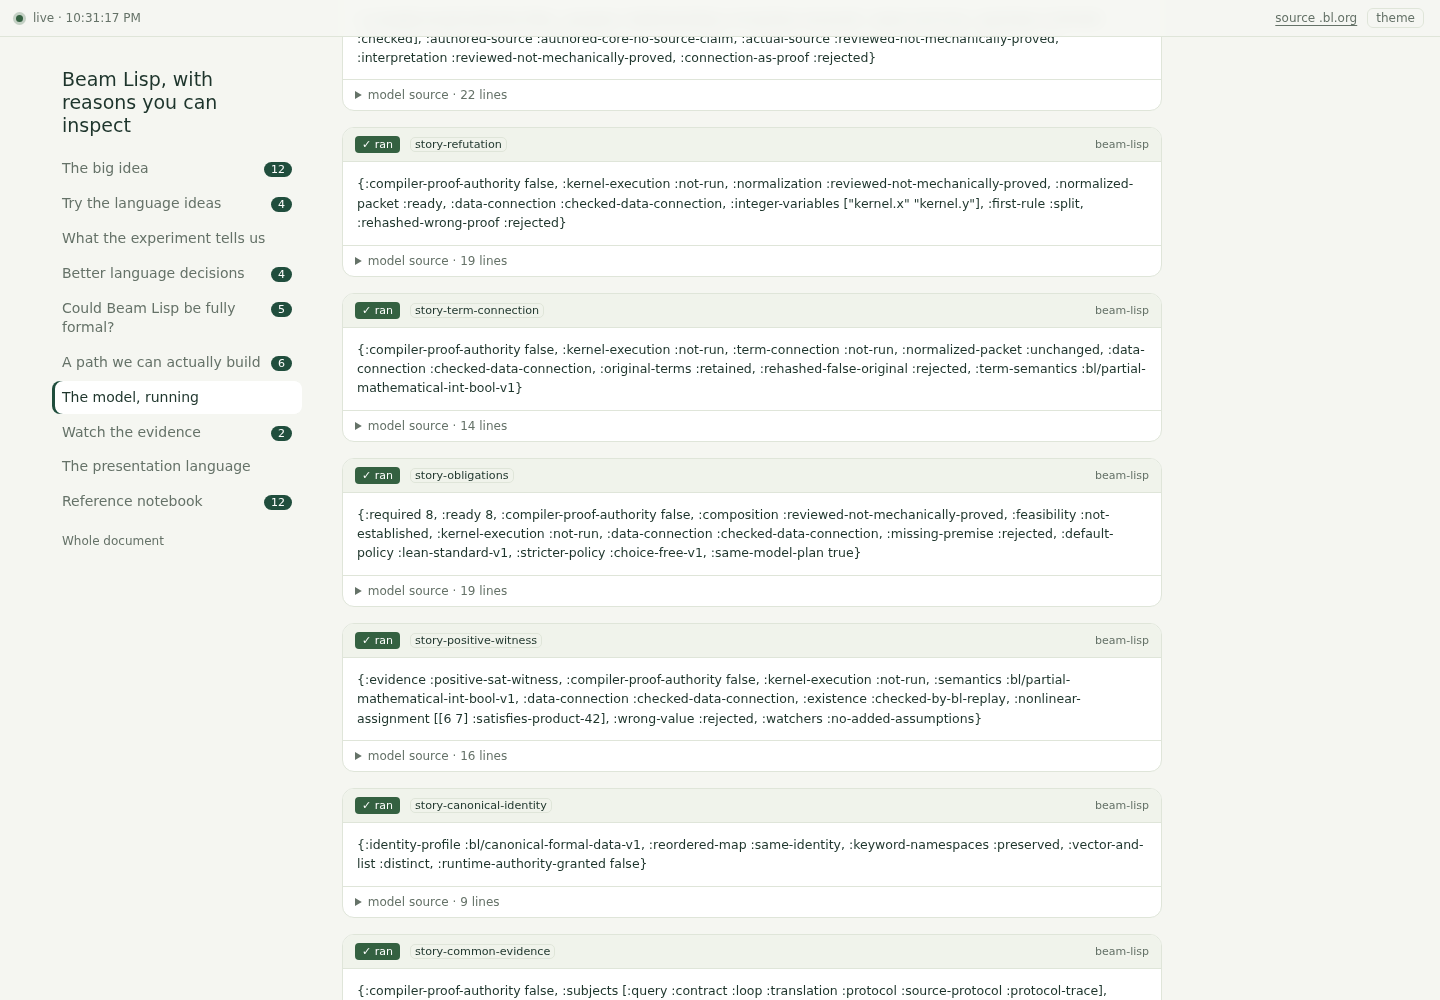 live · 10:31:17 PM
source .bl.org
theme
Beam Lisp, with
reasons you can
inspect
The big idea 12
Try the language ideas 4
What the experiment tells us
Better language decisions 4
Could Beam Lisp be fully 5
formal?
A path we can actually build 6
The model, running
Watch the evidence 2
The presentation language
Reference notebook 12
Whole document
:checked], :authored-source :authored-core-no-source-claim, :actual-source :reviewed-not-mechanically-proved,
:interpretation :reviewed-not-mechanically-proved, :connection-as-proof :rejected}
▶ model source · 22 lines
✓ ran story-refutation beam-lisp
{:compiler-proof-authority false, :kernel-execution :not-run, :normalization :reviewed-not-mechanically-proved, :normalized-
packet :ready, :data-connection :checked-data-connection, :integer-variables ["kernel.x" "kernel.y"], :first-rule :split,
:rehashed-wrong-proof :rejected}
▶ model source · 19 lines
✓ ran story-term-connection beam-lisp
{:compiler-proof-authority false, :kernel-execution :not-run, :term-connection :not-run, :normalized-packet :unchanged, :data-
connection :checked-data-connection, :original-terms :retained, :rehashed-false-original :rejected, :term-semantics :bl/partial-
mathematical-int-bool-v1}
▶ model source · 14 lines
✓ ran story-obligations beam-lisp
{:required 8, :ready 8, :compiler-proof-authority false, :composition :reviewed-not-mechanically-proved, :feasibility :not-
established, :kernel-execution :not-run, :data-connection :checked-data-connection, :missing-premise :rejected, :default-
policy :lean-standard-v1, :stricter-policy :choice-free-v1, :same-model-plan true}
▶ model source · 19 lines
✓ ran story-positive-witness beam-lisp
{:evidence :positive-sat-witness, :compiler-proof-authority false, :kernel-execution :not-run, :semantics :bl/partial-
mathematical-int-bool-v1, :data-connection :checked-data-connection, :existence :checked-by-bl-replay, :nonlinear-
assignment [[6 7] :satisfies-product-42], :wrong-value :rejected, :watchers :no-added-assumptions}
▶ model source · 16 lines
✓ ran story-canonical-identity beam-lisp
{:identity-profile :bl/canonical-formal-data-v1, :reordered-map :same-identity, :keyword-namespaces :preserved, :vector-and-
list :distinct, :runtime-authority-granted false}
▶ model source · 9 lines
✓ ran story-common-evidence beam-lisp
{:compiler-proof-authority false, :subjects [:query :contract :loop :translation :protocol :source-protocol :protocol-trace],